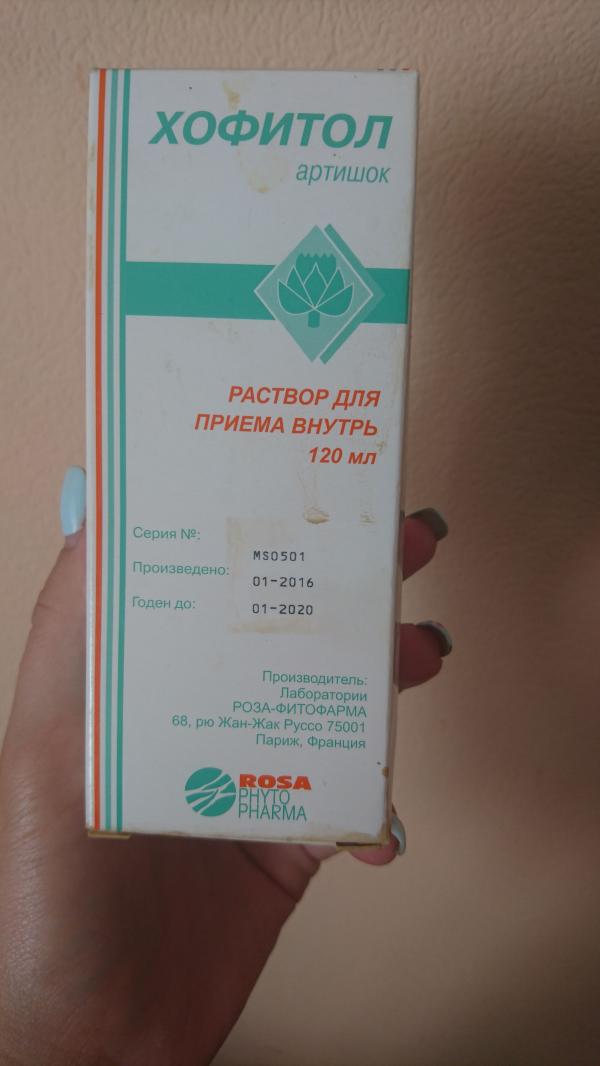 ХОФИТОЛ
артишок
РАСТВОР ДЛЯ
ПРИЕМА ВНУТРЬ
120 мл
Серия №: MS0501
Произведено: 01-2016
Годен до: 01-2020
Производитель:
Лаборатории
РОЗА-ФИТОФАРМА
68, рю Жан-Жак Руссо 75001
Париж, Франция
ROSA
PHYTO
PHARMA